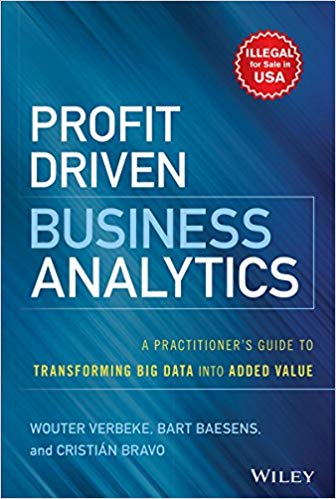 ILLEGAL
for Sale in
USA
PROFIT
DRIVEN
BUSINESS
ANALYTICS
A PRACTITIONER'S GUIDE TO
TRANSFORMING BIG DATA INTO ADDED VALUE
WOUTER VERBEKE, BART BAESENS,
and CRISTIÁN BRAVO
WILEY